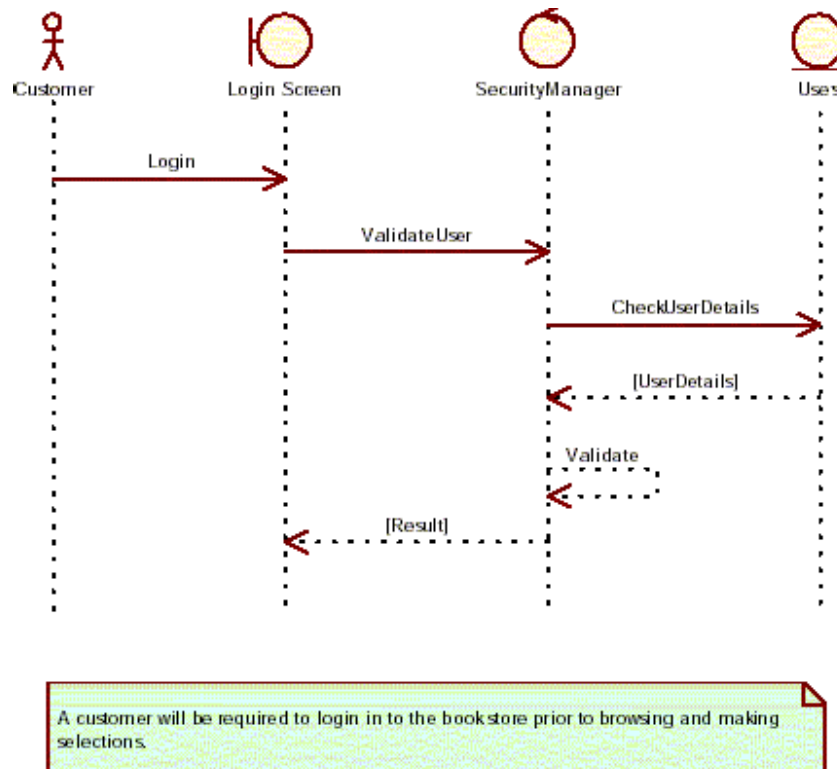 Customer
Login Screen
SecurityManager
Login
ValidateUser
CheckUserDetails
[UserDetails]
Validate
[Result]
A customer will be required to login in to the bookstore prior to browsing and making
selections.